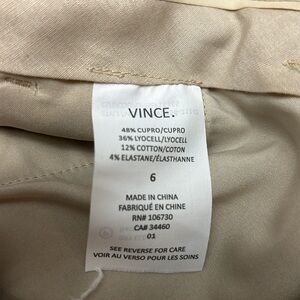 VINCE.
48% CUPRO/CUPRO
36% LYOCELL/LYOCELL
12% COTTON/COTON
4% ELASTANE/ÉLASTHANNE
6
MADE IN CHINA
FABRIQUÉ EN CHINE
RN# 106730
CA# 34460
01
SEE REVERSE FOR CARE
VOIR AU VERSO POUR LES SOINS